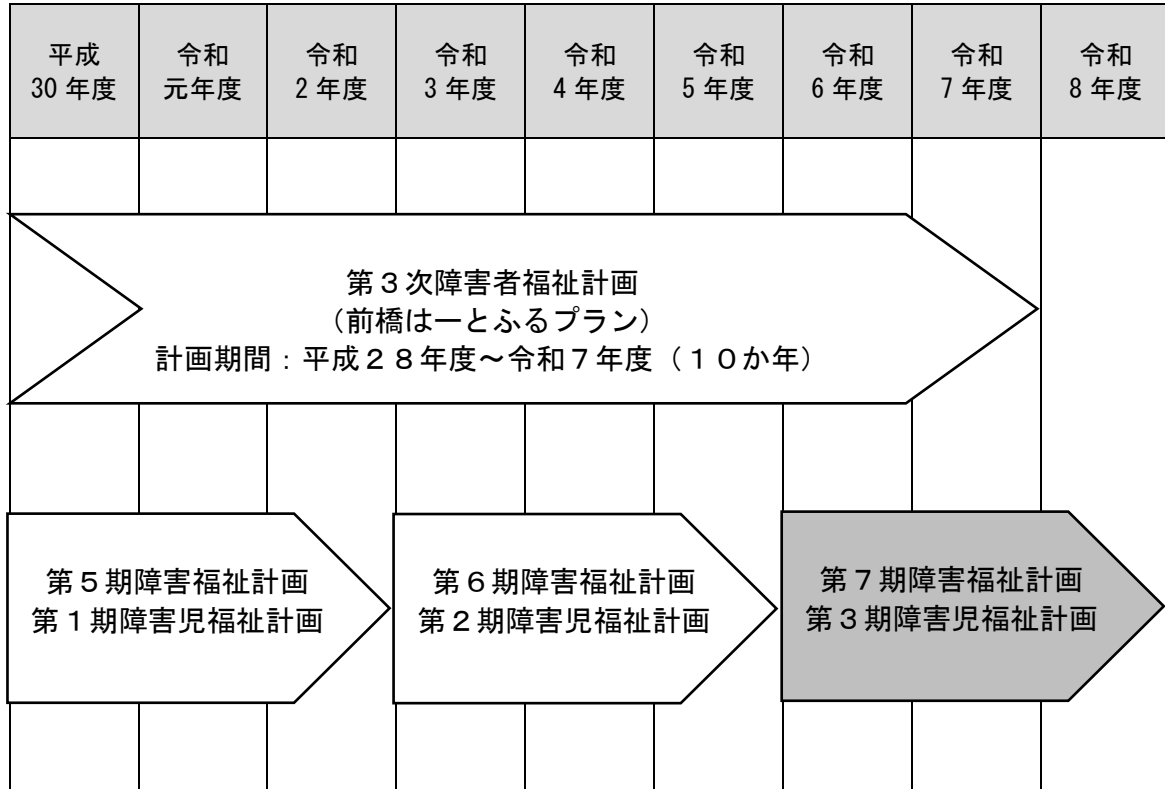 平成
30年度
令和
元年度
令和
2年度
令和
3年度
令和
4年度
令和
5年度
令和
6年度
令和
7年度
令和
8年度
第３次障害者福祉計画
（前橋はーとふるプラン）
計画期間：平成２８年度～令和７年度（１０か年）
第５期障害福祉計画
第１期障害児福祉計画
第６期障害福祉計画
第２期障害児福祉計画
第７期障害福祉計画
第３期障害児福祉計画